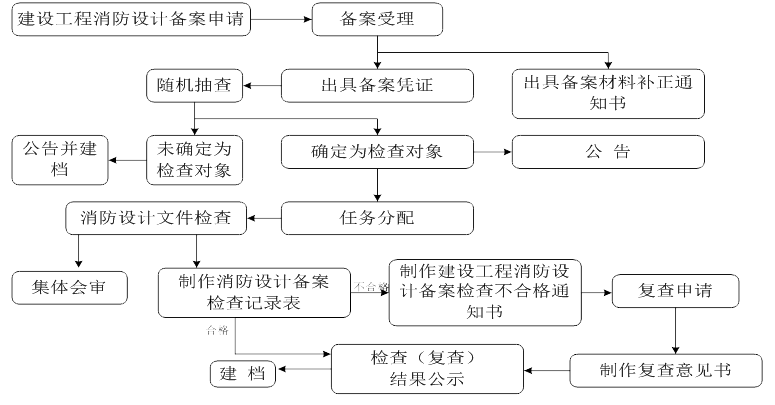 建设工程消防设计备案申请
备案受理
随机抽查
出具备案凭证
出具备案材料补正通
知书
公告并建
档
未确定为
检查对象
确定为检查对象
公 告
消防设计文件检查
任务分配
集体会审
制作消防设计备案
检查记录表
不合格
制作建设工程消防设
计备案检查不合格通
知书
复查申请
合格
建 档
检查（复查）
结果公示
制作复查意见书